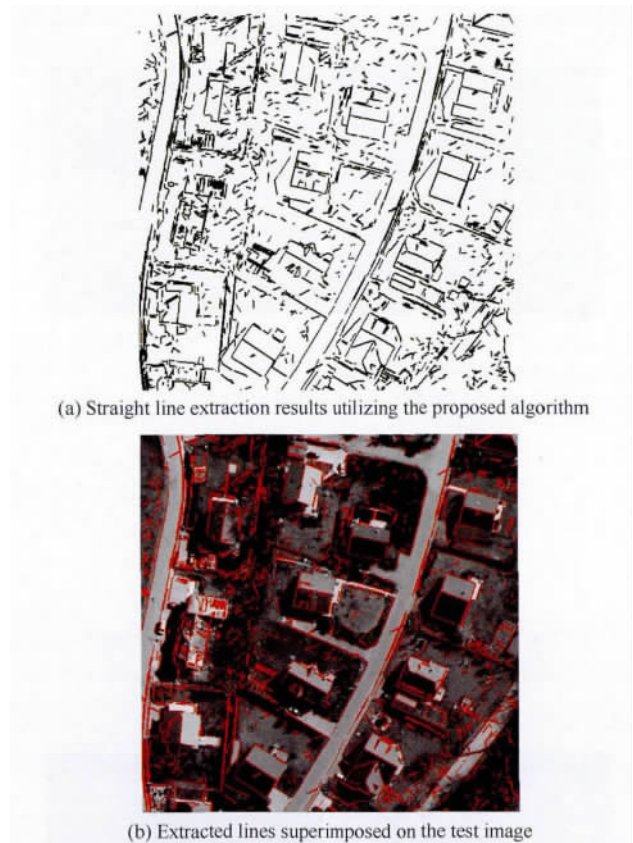 (a) Straight line extraction results utilizing the proposed algorithm
(b) Extracted lines superimposed on the test image